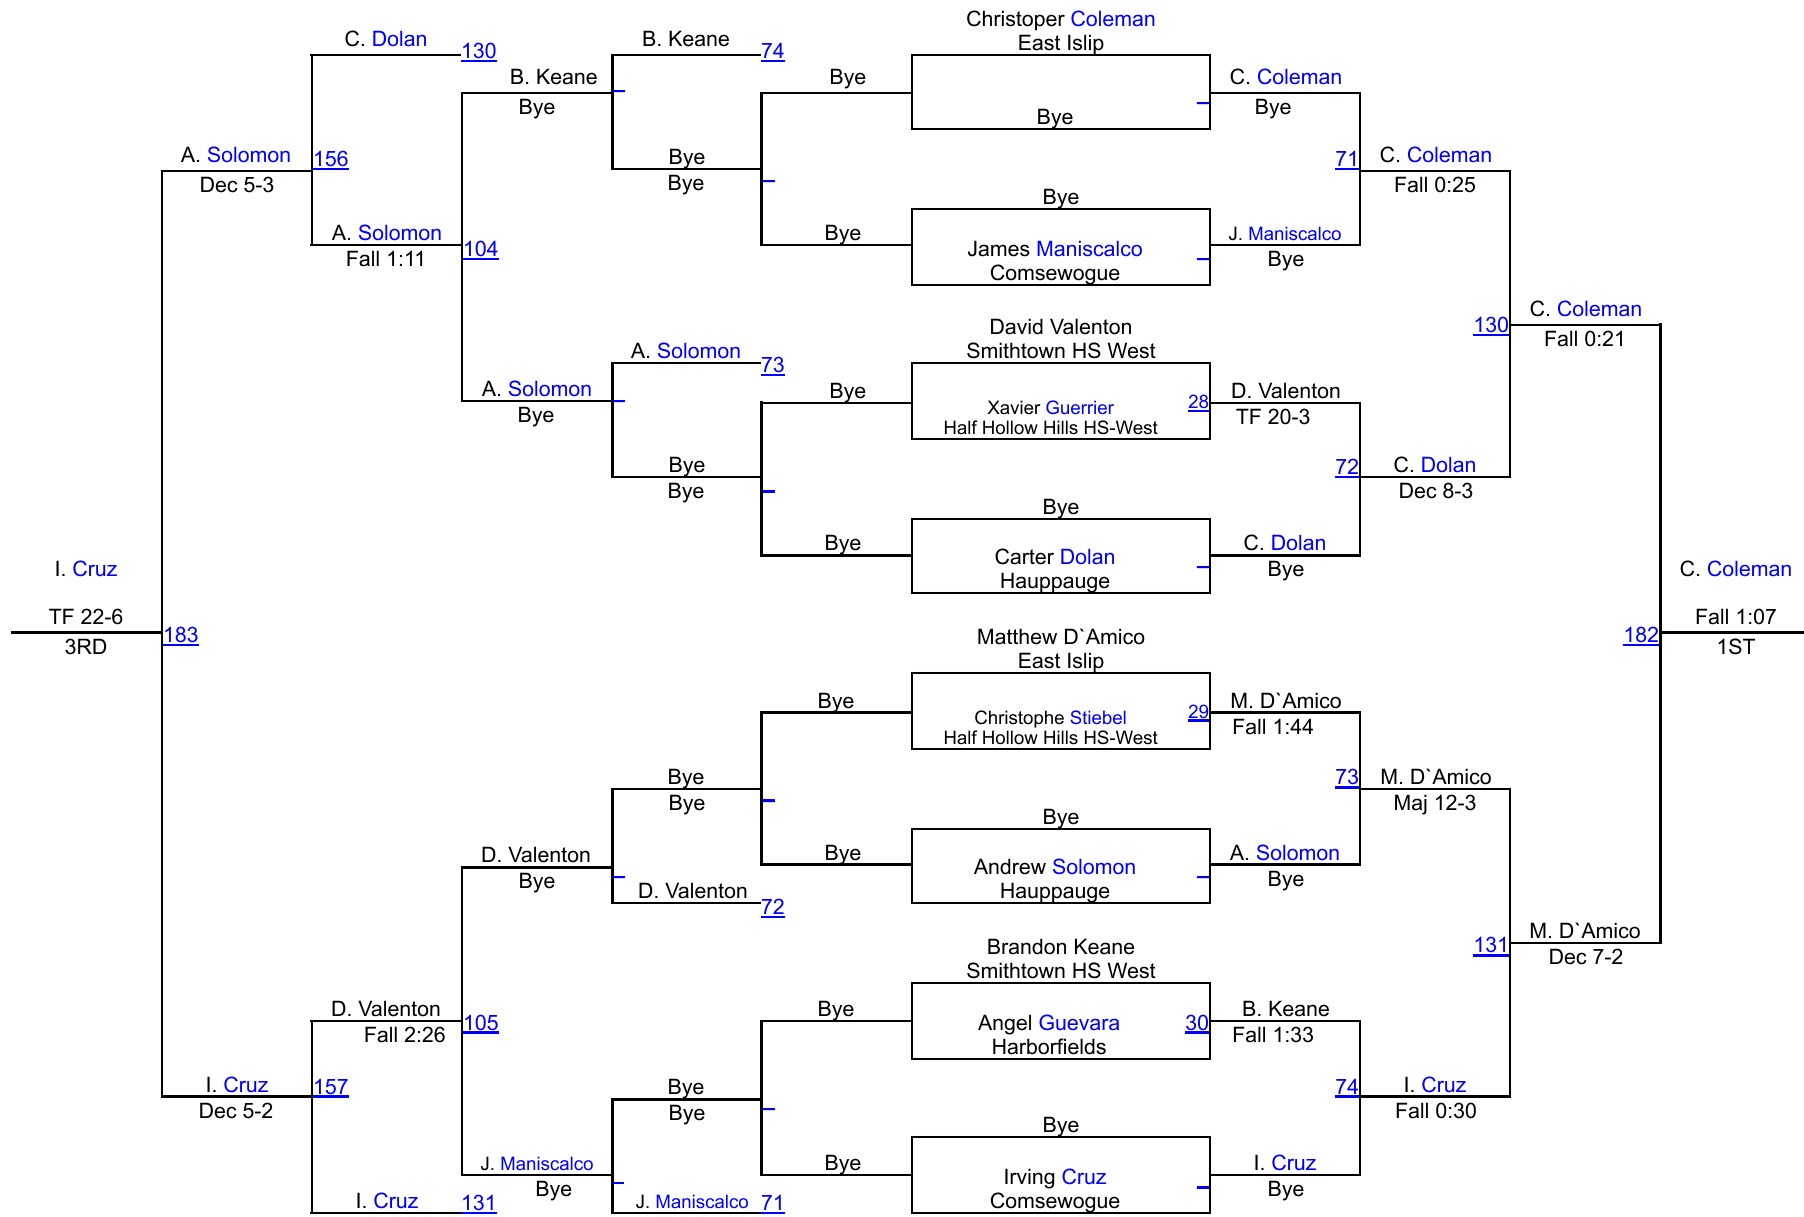 Christoper Coleman
East Islip
C. Dolan
130
B. Keane
74
B. Keane
Bye
Bye
C. Coleman
Bye
Bye
Bye
Bye
A. Solomon
156
Dec 5-3
71
C. Coleman
Fall 0:25
Bye
A. Solomon
Fall 1:11
104
Bye
James Maniscalco
Comsewogue
J. Maniscalco
Bye
David Valenton
Smithtown HS West
130
C. Coleman
Fall 0:21
A. Solomon
73
A. Solomon
Bye
Bye
Xavier Guerrier
Half Hollow Hills HS-West
28
D. Valenton
TF 20-3
Bye
Bye
72
C. Dolan
Dec 8-3
Bye
Bye
Carter Dolan
Hauppauge
C. Dolan
Bye
I. Cruz
TF 22-6
3RD
183
C. Coleman
Fall 1:07
1ST
182
Matthew D`Amico
East Islip
Bye
Christophe Stiebel
Half Hollow Hills HS-West
29
M. D`Amico
Fall 1:44
Bye
Bye
73
M. D`Amico
Maj 12-3
Bye
D. Valenton
Bye
Bye
Andrew Solomon
Hauppauge
A. Solomon
Bye
D. Valenton
72
Brandon Keane
Smithtown HS West
131
M. D`Amico
Dec 7-2
D. Valenton
Fall 2:26
105
Bye
Angel Guevara
Harborfields
30
B. Keane
Fall 1:33
I. Cruz
Dec 5-2
157
Bye
Bye
74
I. Cruz
Fall 0:30
Bye
J. Maniscalco
Bye
Bye
Irving Cruz
Comsewogue
I. Cruz
Bye
I. Cruz
131
J. Maniscalco
71